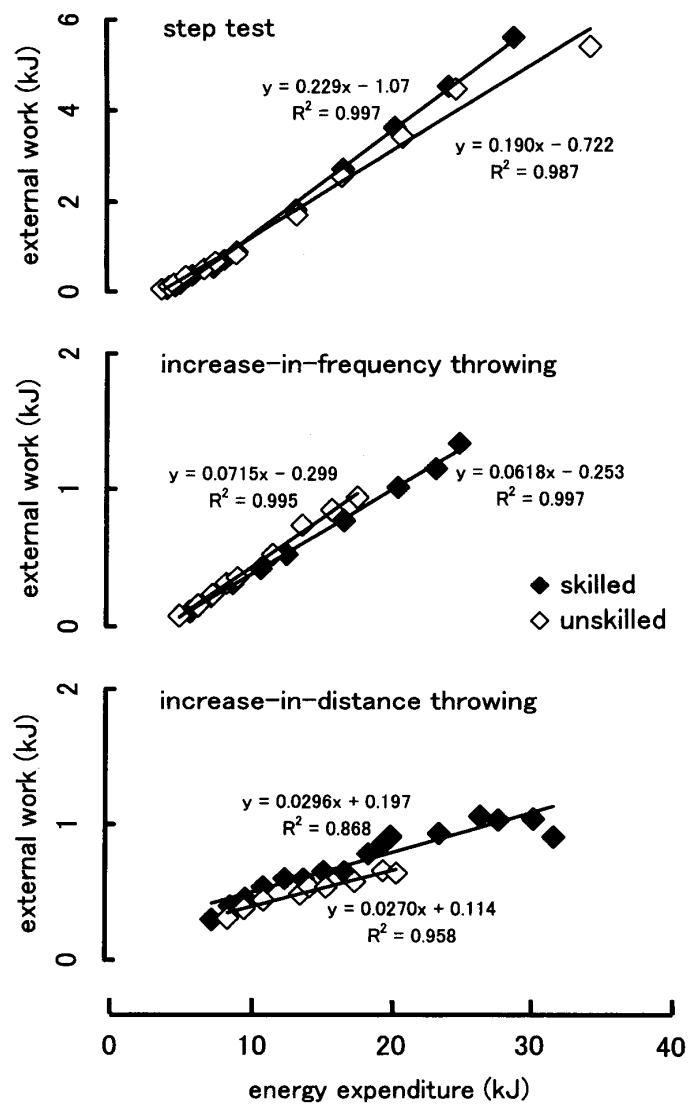 step test
y = 0.229x − 1.07
R² = 0.997
y = 0.190x − 0.722
R² = 0.987
external work (kJ)
6
4
2
0
increase-in-frequency throwing
y = 0.0715x − 0.299
R² = 0.995
y = 0.0618x − 0.253
R² = 0.997
external work (kJ)
2
1
0
skilled
unskilled
increase-in-distance throwing
y = 0.0296x + 0.197
R² = 0.868
y = 0.0270x + 0.114
R² = 0.958
external work (kJ)
2
1
0
0 10 20 30 40
energy expenditure (kJ)